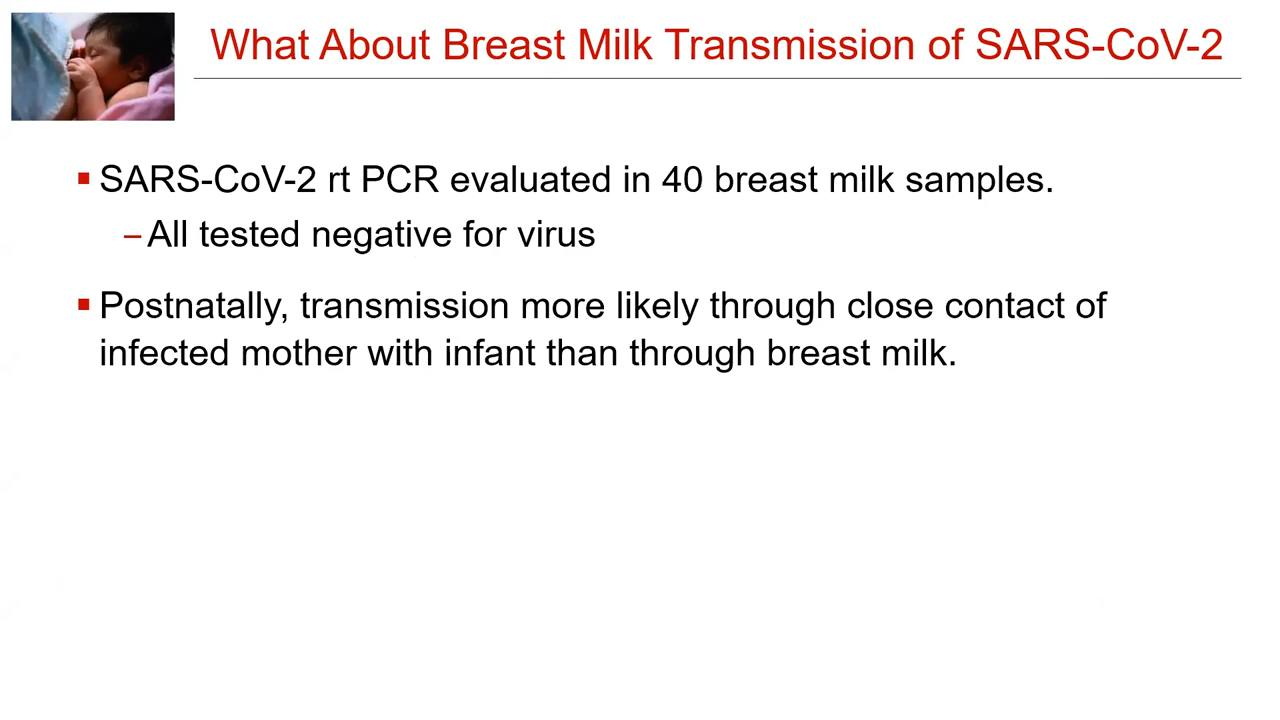 What About Breast Milk Transmission of SARS-CoV-2
▪ SARS-CoV-2 rt PCR evaluated in 40 breast milk samples.
– All tested negative for virus
▪ Postnatally, transmission more likely through close contact of
infected mother with infant than through breast milk.